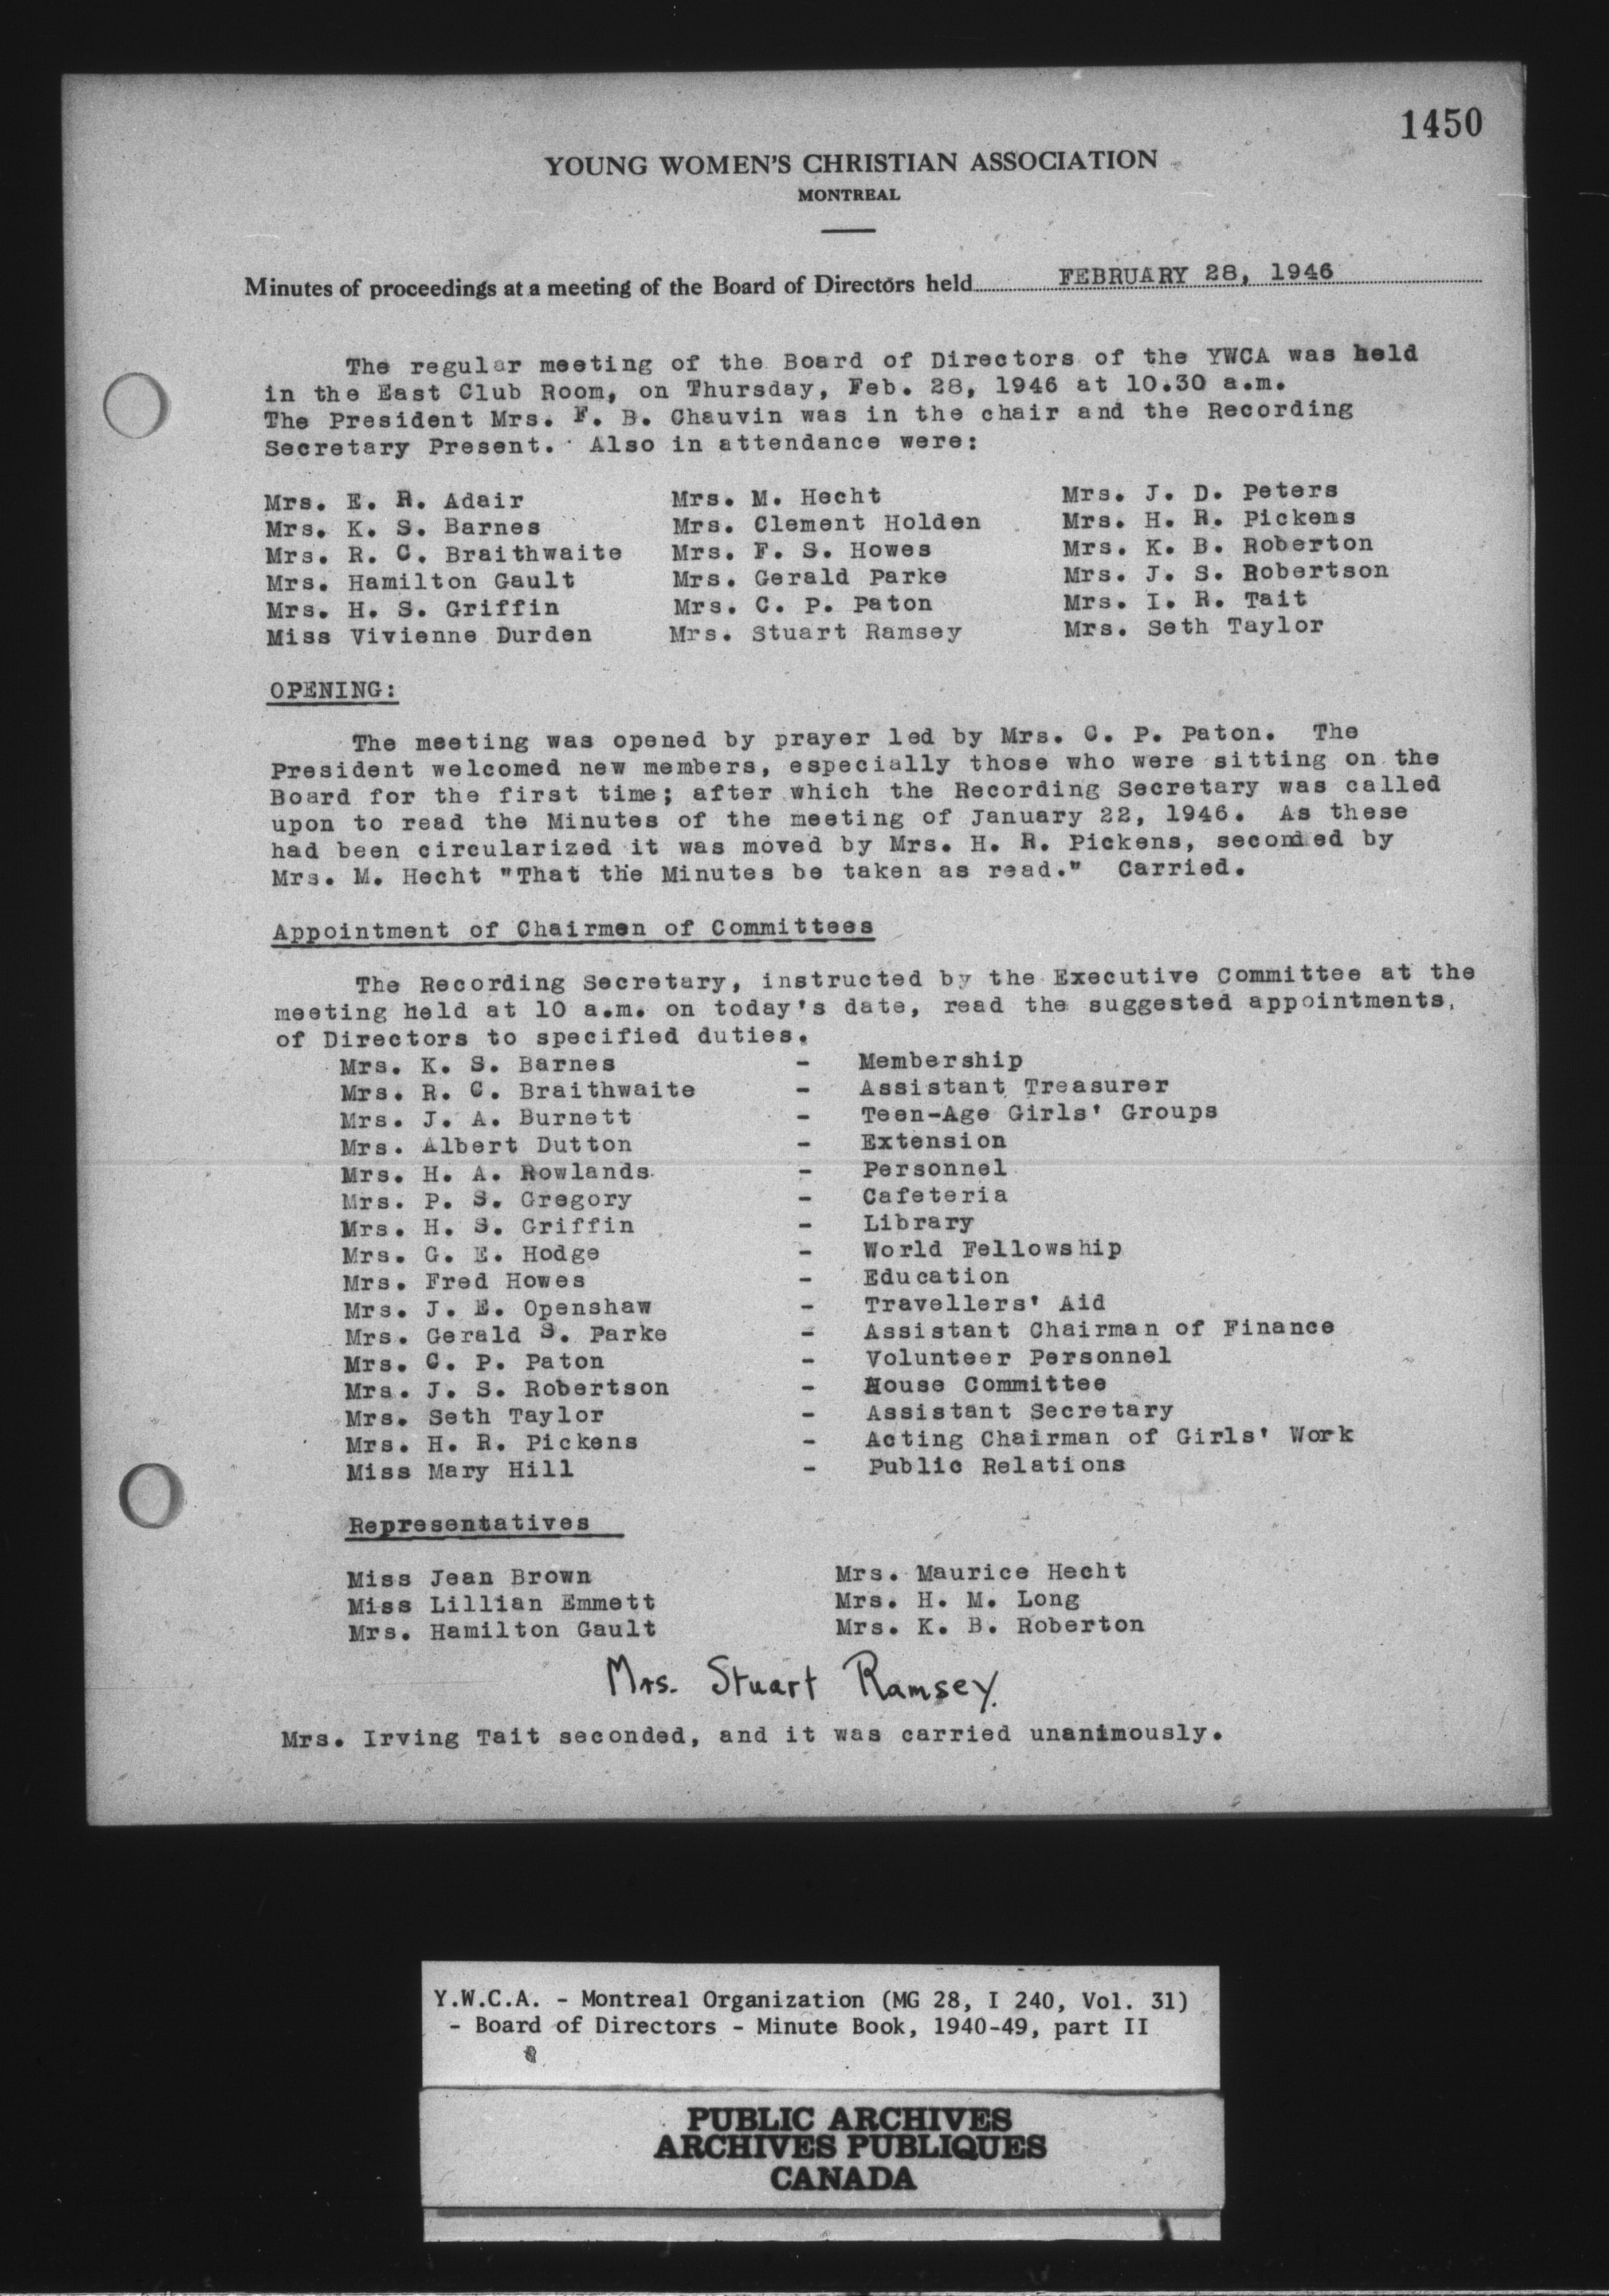 1450
YOUNG WOMEN'S CHRISTIAN ASSOCIATION
MONTREAL
Minutes of proceedings at a meeting of the Board of Directors held FEBRUARY 28, 1946
The regular meeting of the Board of Directors of the YWCA was held
in the East Club Room, on Thursday, Feb. 28, 1946 at 10.30 a.m.
The President Mrs. F. B. Chauvin was in the chair and the Recording
Secretary Present. Also in attendance were:
Mrs. E. R. Adair Mrs. M. Hecht Mrs. J. D. Peters
Mrs. K. S. Barnes Mrs. Clement Holden Mrs. H. R. Pickens
Mrs. R. C. Braithwaite Mrs. F. S. Howes Mrs. K. B. Roberton
Mrs. Hamilton Gault Mrs. Gerald Parke Mrs. J. S. Robertson
Mrs. H. S. Griffin Mrs. C. P. Paton Mrs. I. R. Tait
Miss Vivienne Durden Mrs. Stuart Ramsey Mrs. Seth Taylor
OPENING:
The meeting was opened by prayer led by Mrs. C. P. Paton. The
President welcomed new members, especially those who were sitting on the
Board for the first time; after which the Recording Secretary was called
upon to read the Minutes of the meeting of January 22, 1946. As these
had been circularized it was moved by Mrs. H. R. Pickens, seconded by
Mrs. M. Hecht "That the Minutes be taken as read." Carried.
Appointment of Chairmen of Committees
The Recording Secretary, instructed by the Executive Committee at the
meeting held at 10 a.m. on today's date, read the suggested appointments,
of Directors to specified duties.
Mrs. K. S. Barnes - Membership
Mrs. R. C. Braithwaite - Assistant Treasurer
Mrs. J. A. Burnett - Teen-Age Girls' Groups
Mrs. Albert Dutton - Extension
Mrs. H. A. Rowlands - Personnel
Mrs. P. S. Gregory - Cafeteria
Mrs. H. S. Griffin - Library
Mrs. G. E. Hodge - World Fellowship
Mrs. Fred Howes - Education
Mrs. J. E. Openshaw - Travellers' Aid
Mrs. Gerald S. Parke - Assistant Chairman of Finance
Mrs. C. P. Paton - Volunteer Personnel
Mrs. J. S. Robertson - House Committee
Mrs. Seth Taylor - Assistant Secretary
Mrs. H. R. Pickens - Acting Chairman of Girls' Work
Miss Mary Hill - Public Relations
Representatives
Miss Jean Brown Mrs. Maurice Hecht
Miss Lillian Emmett Mrs. H. M. Long
Mrs. Hamilton Gault Mrs. K. B. Roberton
Mrs. Stuart Ramsey.
Mrs. Irving Tait seconded, and it was carried unanimously.
Y.W.C.A. - Montreal Organization (MG 28, I 240, Vol. 31)
- Board of Directors - Minute Book, 1940-49, part II
PUBLIC ARCHIVES
ARCHIVES PUBLIQUES
CANADA